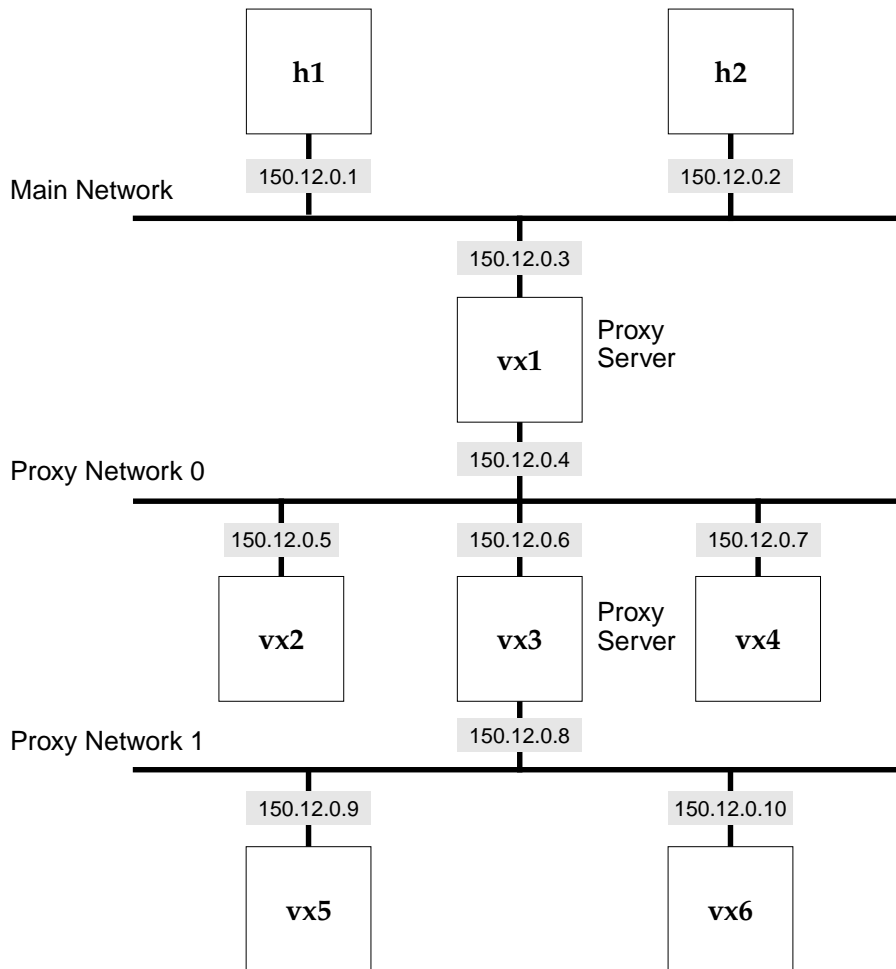 h1
h2
150.12.0.1
150.12.0.2
Main Network
150.12.0.3
vx1
Proxy
Server
150.12.0.4
Proxy Network 0
150.12.0.5
150.12.0.6
150.12.0.7
vx2
vx3
Proxy
Server
vx4
150.12.0.8
Proxy Network 1
150.12.0.9
150.12.0.10
vx5
vx6